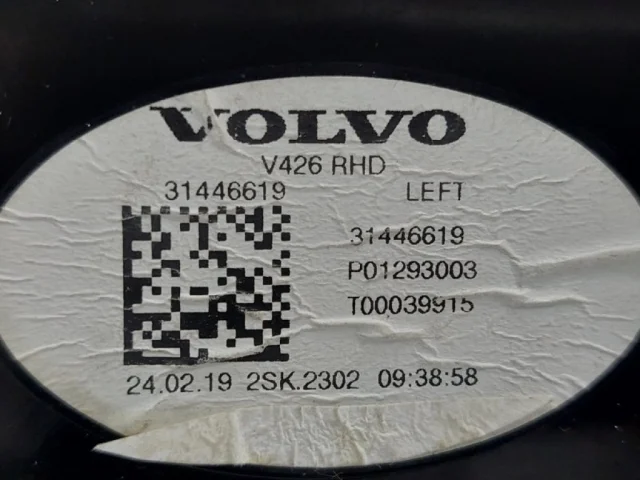 VOLVO
V426 RHD
31446619 LEFT
31446619
P01293003
T00039915
24.02.19 2SK.2302 09:38:58